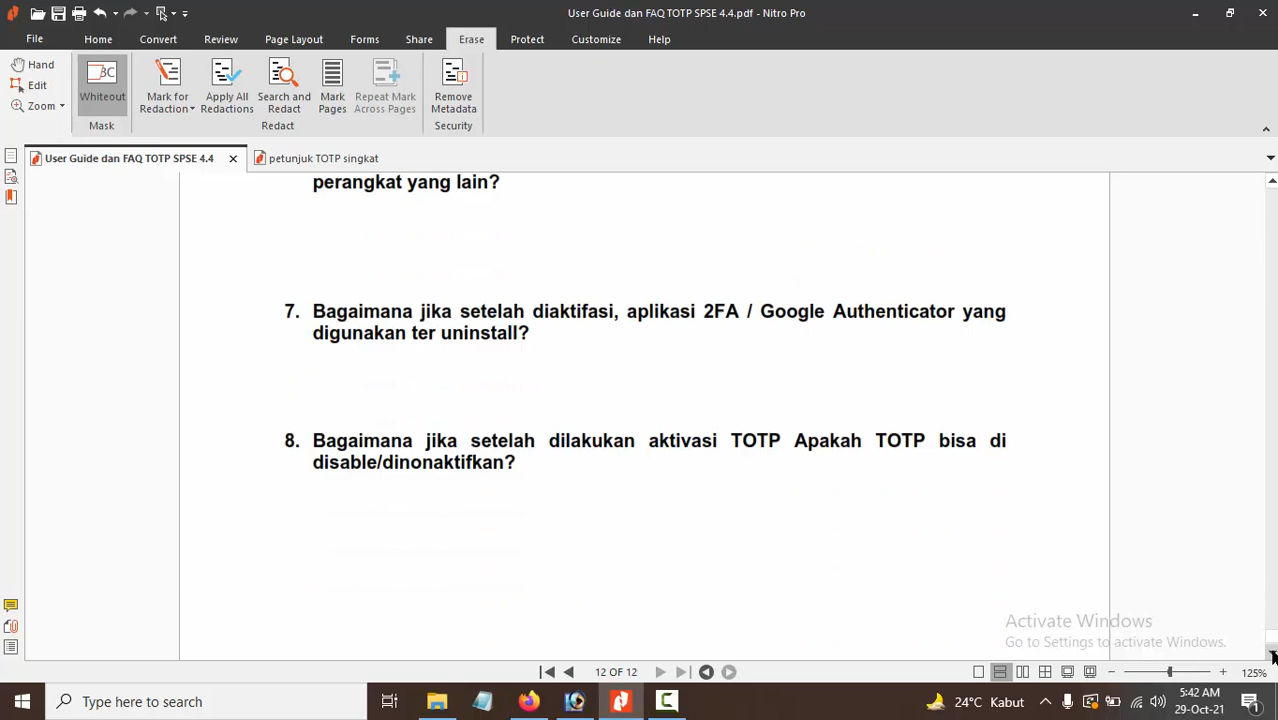 User Guide dan FAQ TOTP SPSE 4.4.pdf - Nitro Pro
File Home Convert Review Page Layout Forms Share Erase Protect Customize Help
Hand
Edit
Zoom
Whiteout
Mask
Mark for Redaction
Apply All Redactions
Search and Redact
Mark Pages
Repeat Mark Across Pages
Redact
Remove Metadata
Security
User Guide dan FAQ TOTP SPSE 4.4
petunjuk TOTP singkat
perangkat yang lain?
7. Bagaimana jika setelah diaktifasi, aplikasi 2FA / Google Authenticator yang
digunakan ter uninstall?
8. Bagaimana jika setelah dilakukan aktivasi TOTP Apakah TOTP bisa di
disable/dinonaktifkan?
Activate Windows
Go to Settings to activate Windows.
12 OF 12
125%
Type here to search
24°C Kabut
5:42 AM
29-Oct-21
1